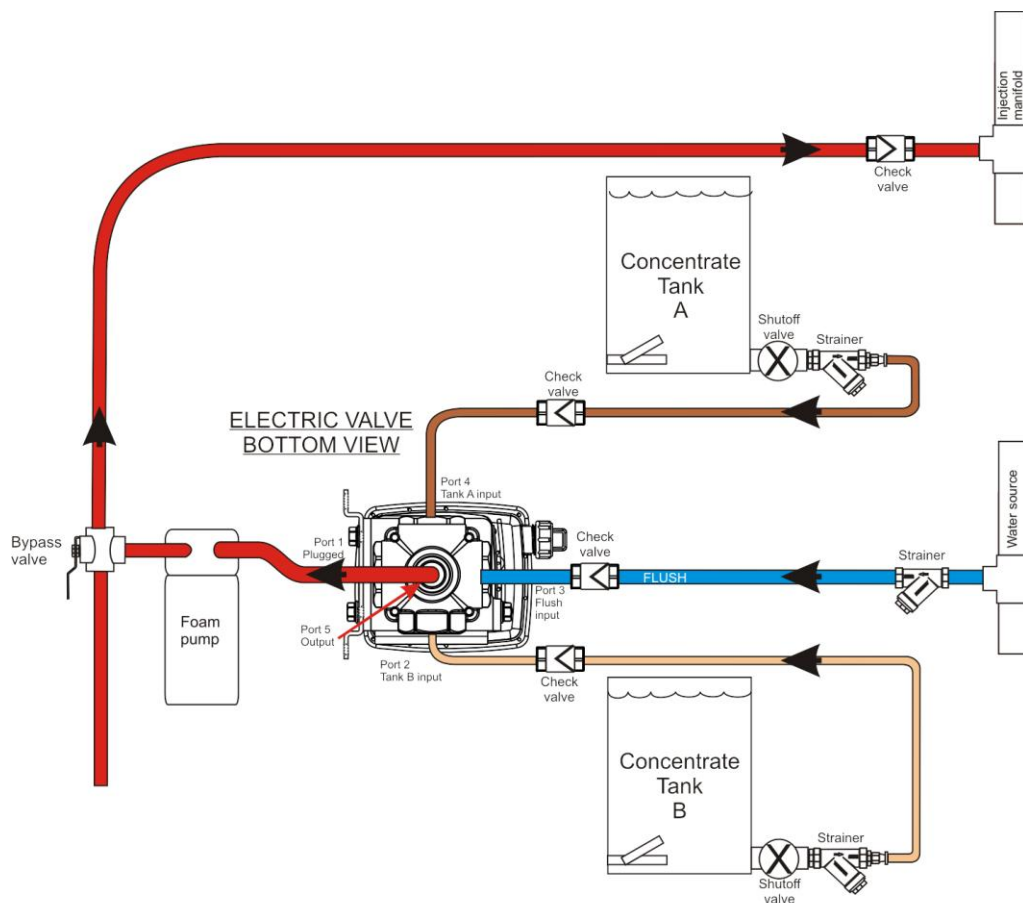 Injection
manifold
Check
valve
Concentrate
Tank
A
Shutoff
valve
Strainer
Check
valve
ELECTRIC VALVE
BOTTOM VIEW
Port 4
Tank A input
Water source
Bypass
valve
Port 1
Plugged
Check
valve
Strainer
FLUSH
Port 3
Flush
input
Foam
pump
Port 5
Output
Port 2
Tank B input
Check
valve
Concentrate
Tank
B
Strainer
Shutoff
valve